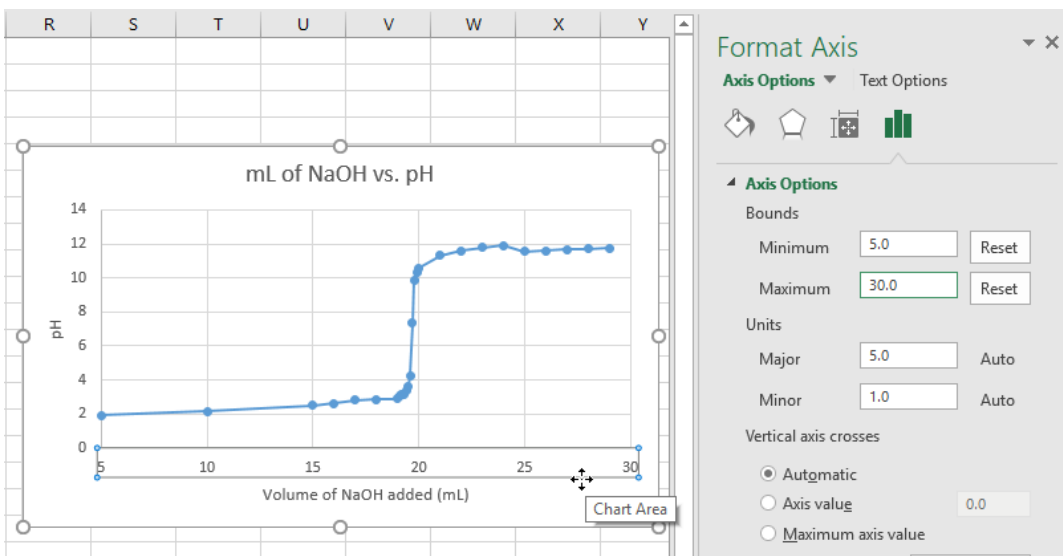 R S T U V W X Y
mL of NaOH vs. pH
14
12
10
8
6
4
2
0
pH
5 10 15 20 25 30
Volume of NaOH added (mL)
Chart Area
Format Axis
Axis Options Text Options
Axis Options
Bounds
Minimum 5.0 Reset
Maximum 30.0 Reset
Units
Major 5.0 Auto
Minor 1.0 Auto
Vertical axis crosses
Automatic
Axis value 0.0
Maximum axis value